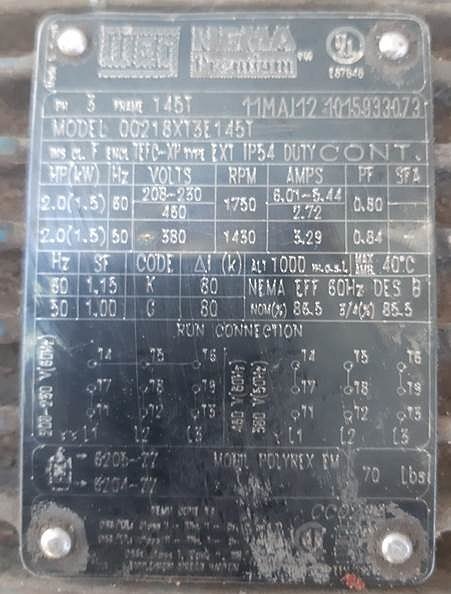 WEG NEMA Premium
UL
E87648
PH 3 FRAME 145T 11MAI12 1015933073
MODEL 00218XT3E145T
INS CL. F ENCL TEFC-XP TYPE EXT IP54 DUTY CONT.
HP(kW) Hz VOLTS RPM AMPS PF SFA
2.0(1.5) 60 208-230/460 1750 6.01-5.44/2.72 0.80
2.0(1.5) 50 380 1430 3.29 0.84
Hz SF CODE Δt (k) ALT 1000 m.a.s.l. MAX AMB. 40°C
60 1.15 K 80 NEMA EFF 60Hz DES B
50 1.00 G 80 NOM(%) 86.5 3/4(%) 85.5
RUN CONNECTION
208-230 V(60Hz) 460 V(60Hz) 380 V(50Hz)
T4 T5 T6 T4 T5 T6
T7 T8 T9 T7 T8 T9
T1 T2 T3 T1 T2 T3
L1 L2 L3 L1 L2 L3
6205-ZZ MOBIL POLYREX EM
6204-ZZ 70 Lbs